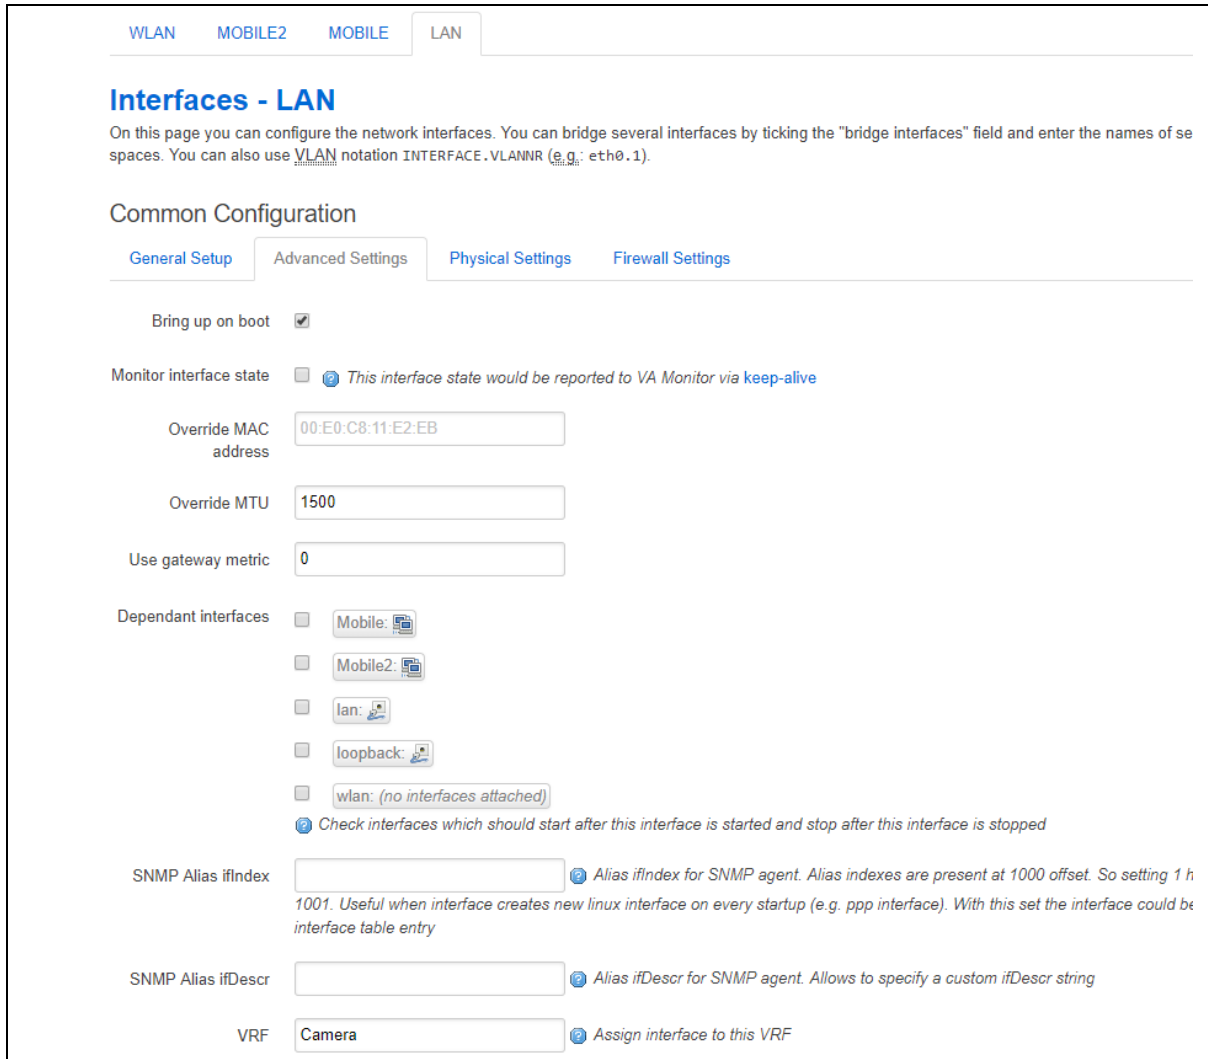 WLAN MOBILE2 MOBILE LAN
Interfaces - LAN
On this page you can configure the network interfaces. You can bridge several interfaces by ticking the "bridge interfaces" field and enter the names of se
spaces. You can also use VLAN notation INTERFACE.VLANNR (e.g.: eth0.1).
Common Configuration
General Setup Advanced Settings Physical Settings Firewall Settings
Bring up on boot
Monitor interface state This interface state would be reported to VA Monitor via keep-alive
Override MAC address 00:E0:C8:11:E2:EB
Override MTU 1500
Use gateway metric 0
Dependant interfaces Mobile:
Mobile2:
lan:
loopback:
wlan: (no interfaces attached)
Check interfaces which should start after this interface is started and stop after this interface is stopped
SNMP Alias ifIndex Alias ifIndex for SNMP agent. Alias indexes are present at 1000 offset. So setting 1 h
1001. Useful when interface creates new linux interface on every startup (e.g. ppp interface). With this set the interface could be
interface table entry
SNMP Alias ifDescr Alias ifDescr for SNMP agent. Allows to specify a custom ifDescr string
VRF Camera Assign interface to this VRF